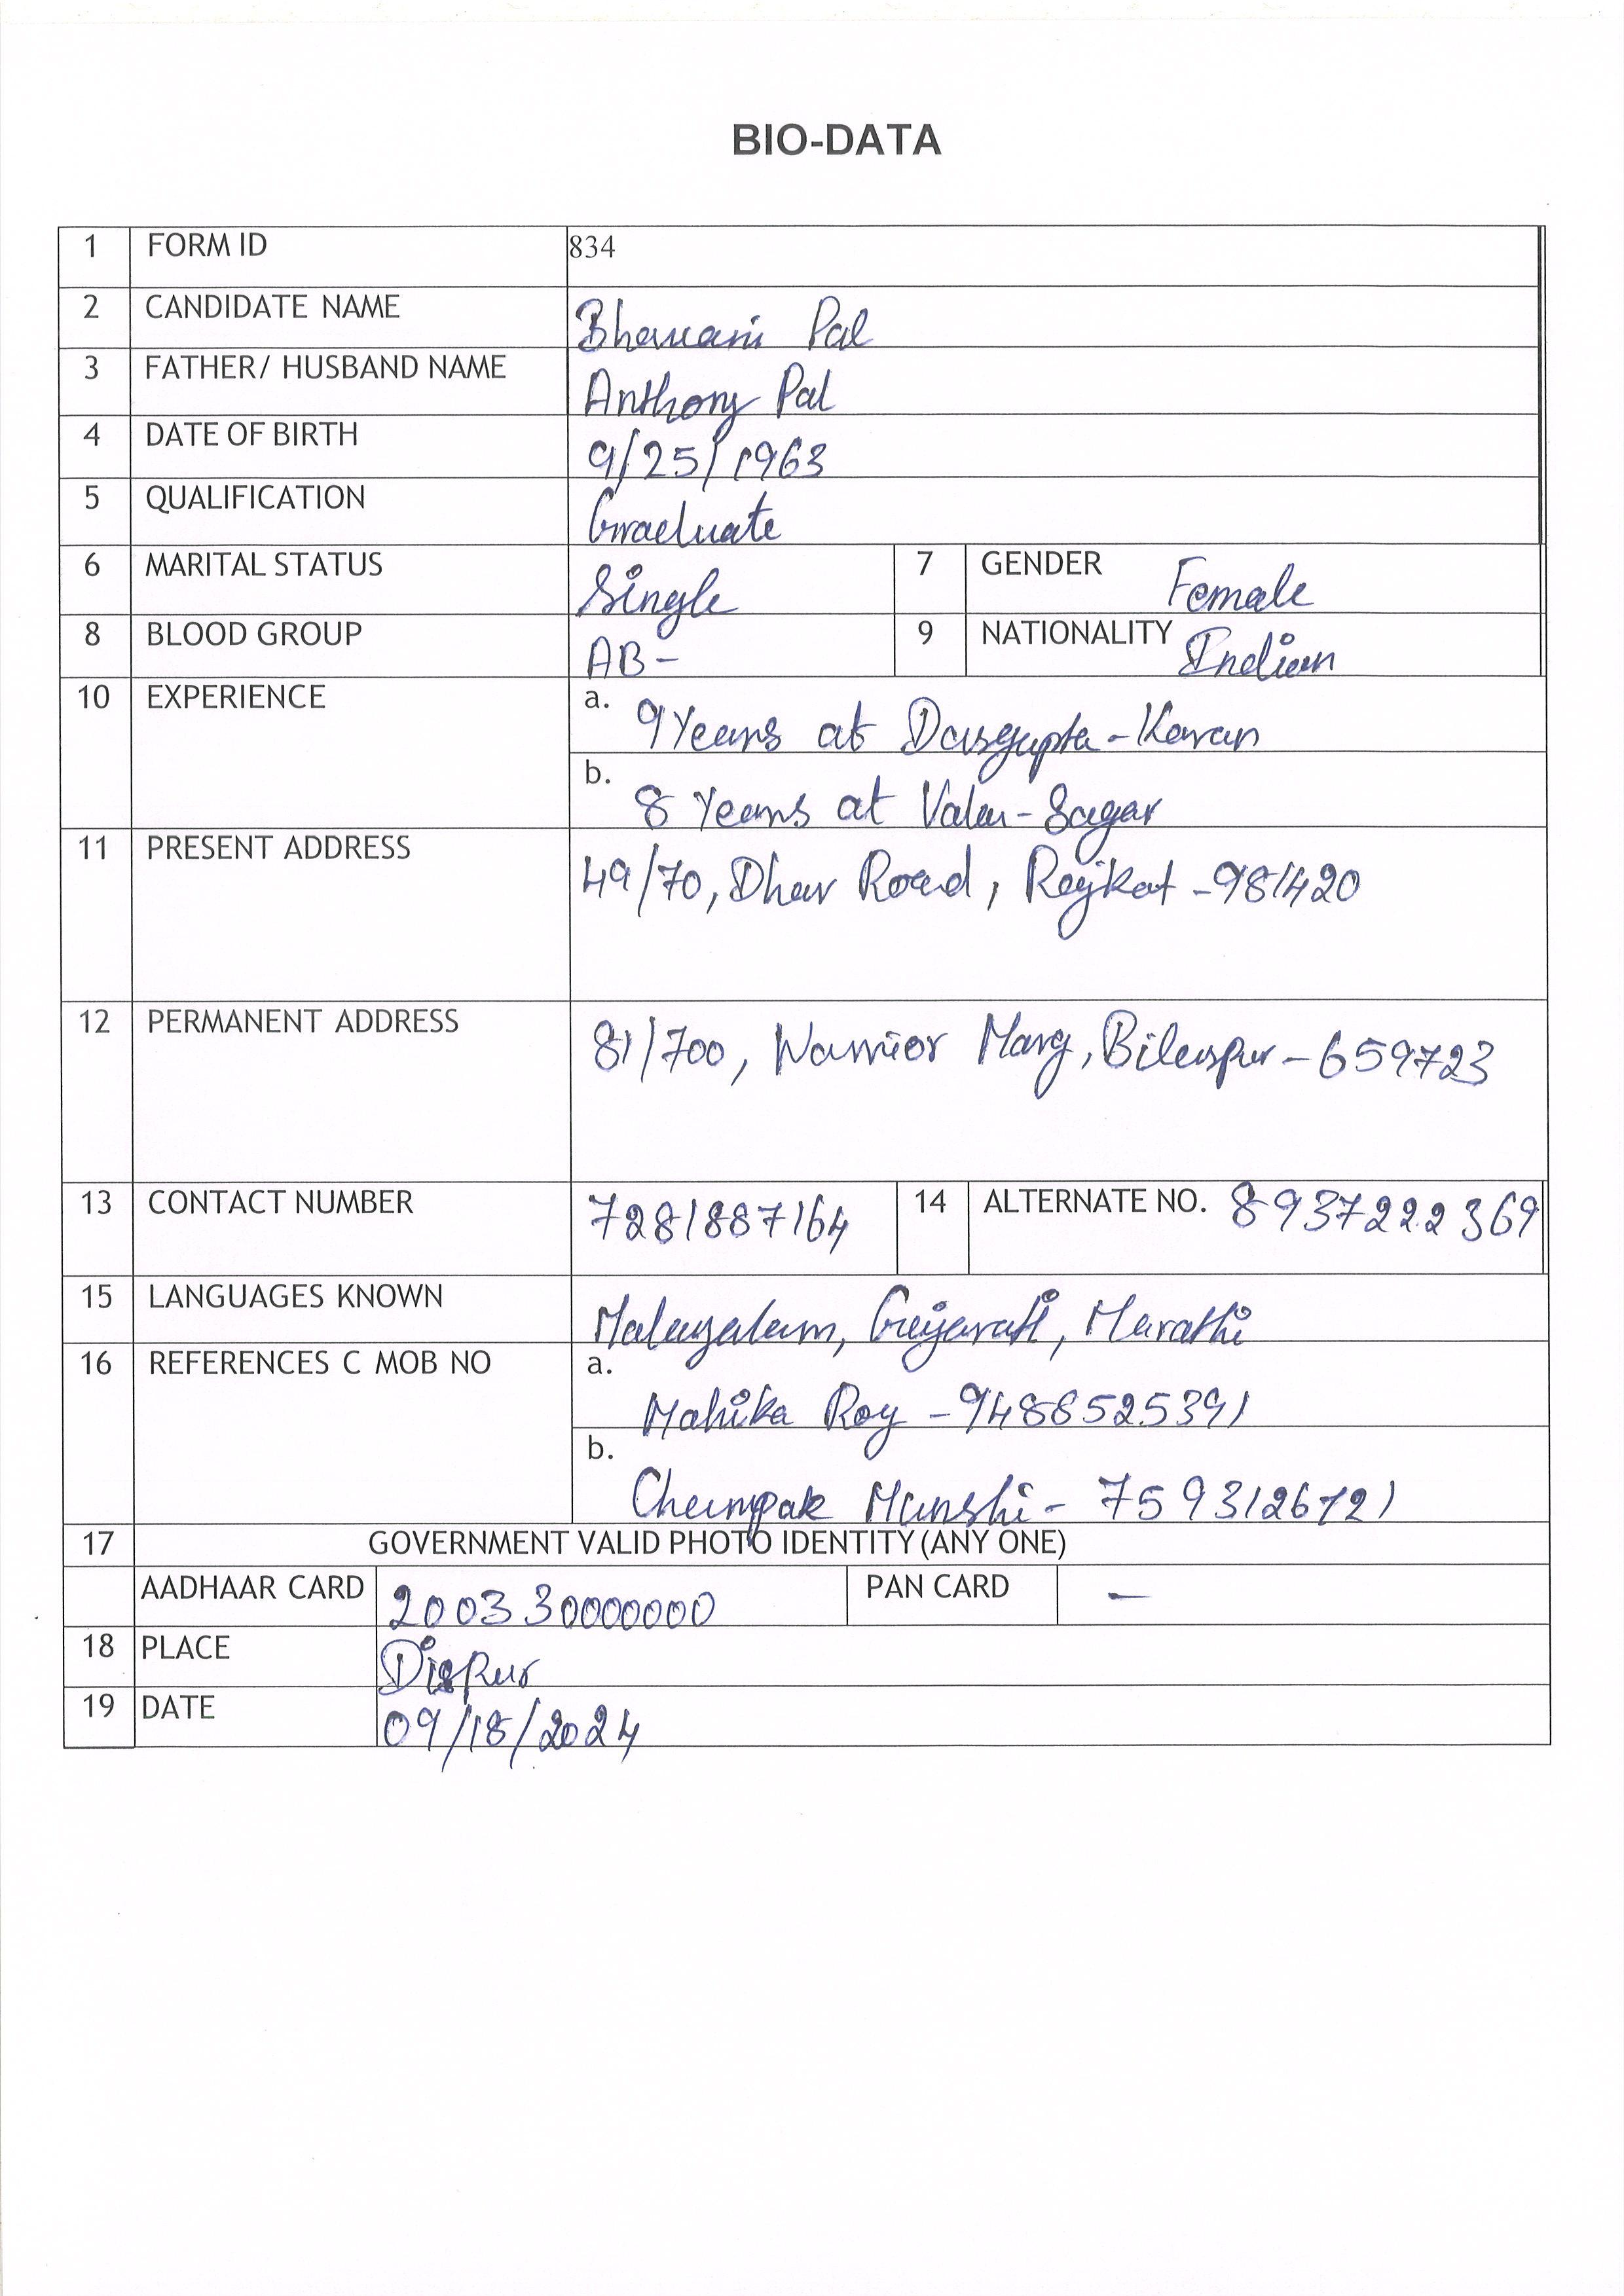 BIO-DATA
1 FORM ID 834
2 CANDIDATE NAME Bhawani Pal
3 FATHER/ HUSBAND NAME Anthony Pal
4 DATE OF BIRTH 9/25/1963
5 QUALIFICATION Graduate
6 MARITAL STATUS Single 7 GENDER Female
8 BLOOD GROUP AB- 9 NATIONALITY Indian
10 EXPERIENCE a. 9 Years at Dasgupta-Karan
b. 8 Years at Vala-Sagar
11 PRESENT ADDRESS 49/70, Dhar Road, Rajkot -981420
12 PERMANENT ADDRESS 81/700, Warrior Marg, Bilaspur-659723
13 CONTACT NUMBER 7281887164 14 ALTERNATE NO. 8937222369
15 LANGUAGES KNOWN Malayalam, Gujarati, Marathi
16 REFERENCES C MOB NO a. Mahika Roy -9488525391
b. Champak Munshi- 7593126721
17 GOVERNMENT VALID PHOTO IDENTITY (ANY ONE)
AADHAAR CARD 200330000000 PAN CARD —
18 PLACE Dispur
19 DATE 09/18/2024